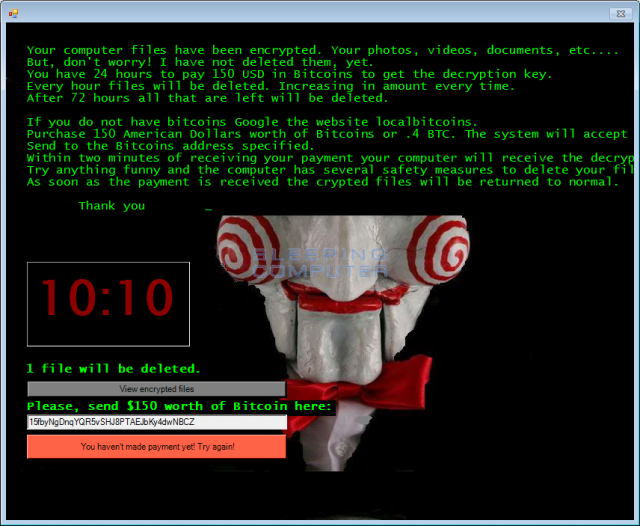 Your computer files have been encrypted. Your photos, videos, documents, etc....
But, don't worry! I have not deleted them, yet.
You have 24 hours to pay 150 USD in Bitcoins to get the decryption key.
Every hour files will be deleted. Increasing in amount every time.
After 72 hours all that are left will be deleted.
If you do not have bitcoins Google the website localbitcoins.
Purchase 150 American Dollars worth of Bitcoins or .4 BTC. The system will accept
Send to the Bitcoins address specified.
Within two minutes of receiving your payment your computer will receive the decryp
Try anything funny and the computer has several safety measures to delete your fil
As soon as the payment is received the crypted files will be returned to normal.
Thank you _
BLEEPING
COMPUTER
10:10
1 file will be deleted.
View encrypted files
Please, send $150 worth of Bitcoin here:
15fbyNgDnqYQR5vSHJ8PTAEJbKy4dwNBCZ
You haven't made payment yet! Try again!